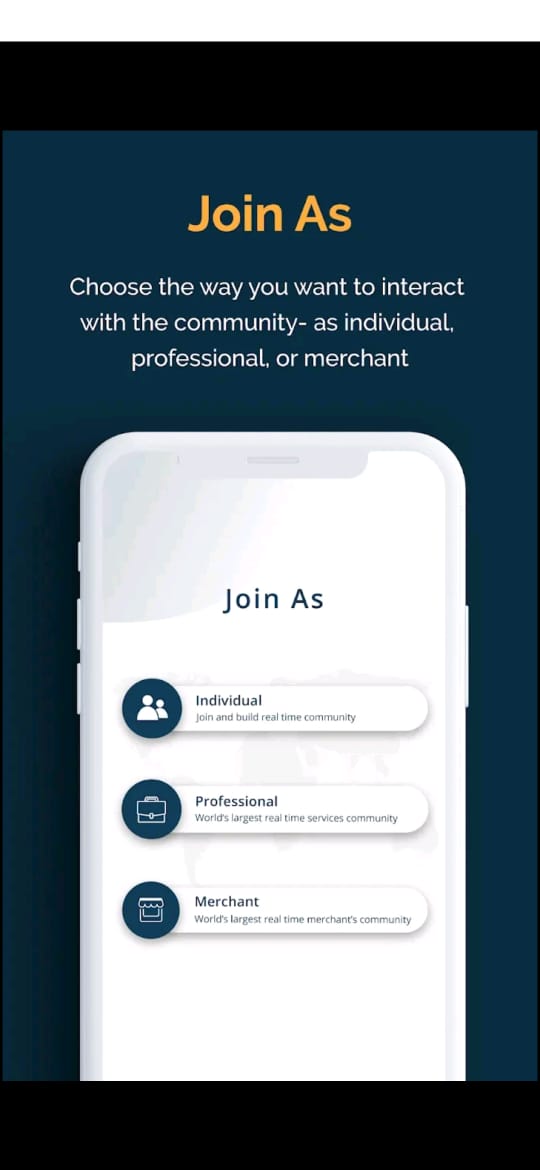 Join As
Choose the way you want to interact
with the community- as individual,
professional, or merchant
Join As
Individual
Join and build real time community
Professional
World's largest real time services community
Merchant
World's largest real time merchant's community